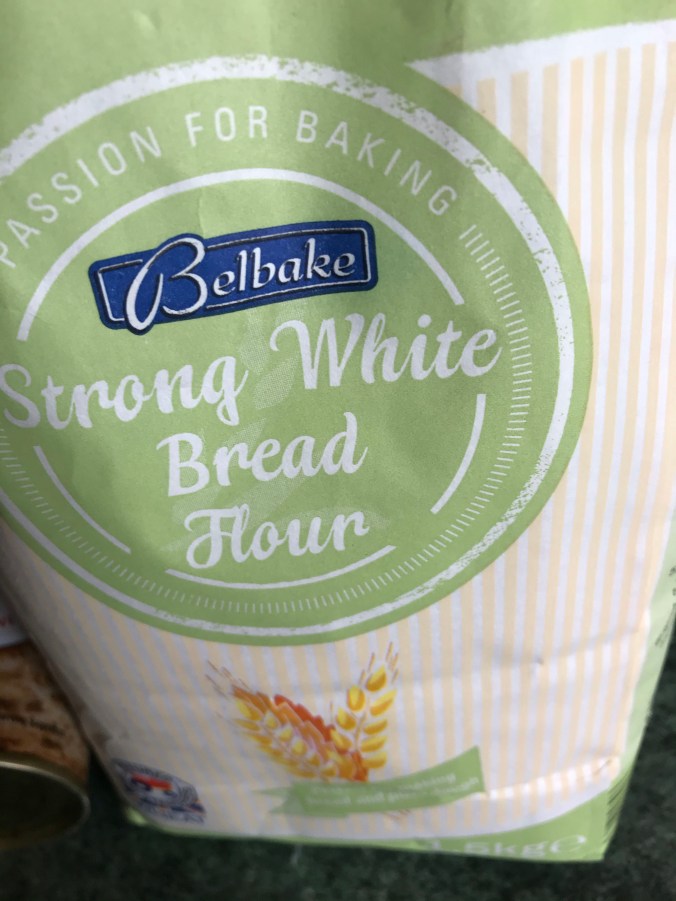 PASSION FOR BAKING
Belbake
Strong White
Bread
Flour